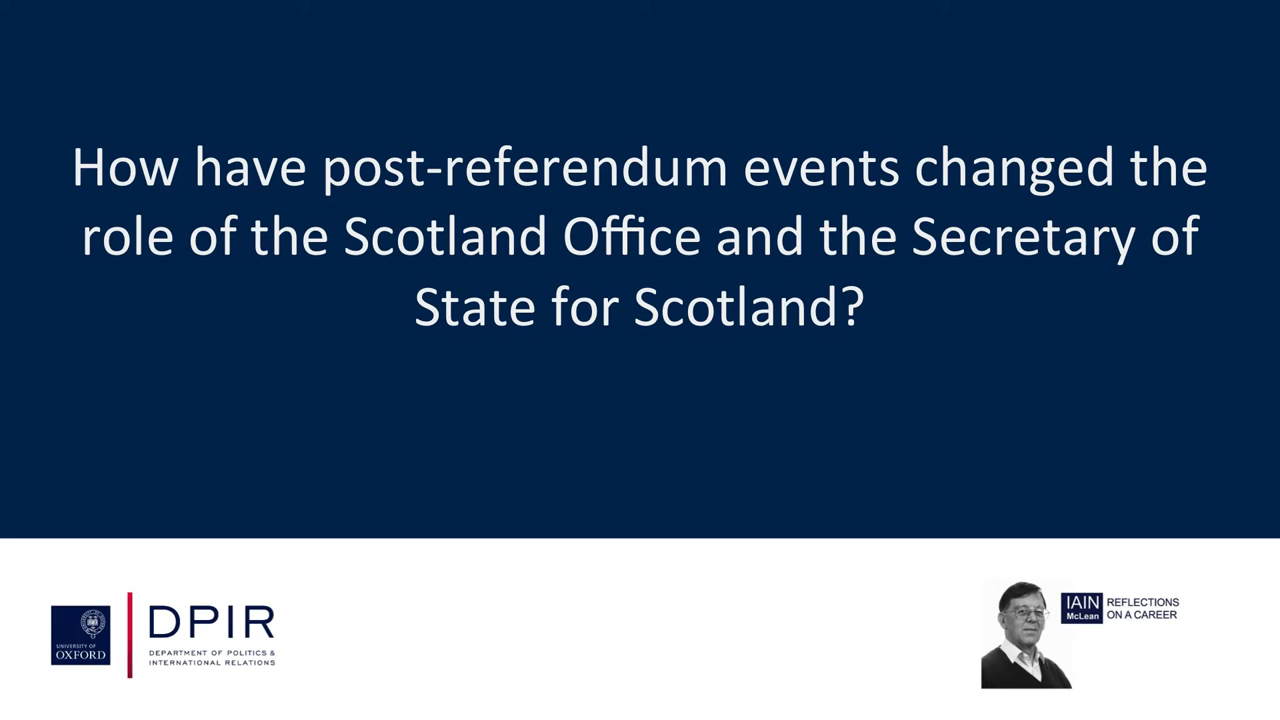 How have post-referendum events changed the
role of the Scotland Office and the Secretary of
State for Scotland?
UNIVERSITY OF
OXFORD
DPIR
DEPARTMENT OF POLITICS &
INTERNATIONAL RELATIONS
IAIN
McLean
REFLECTIONS
ON A CAREER